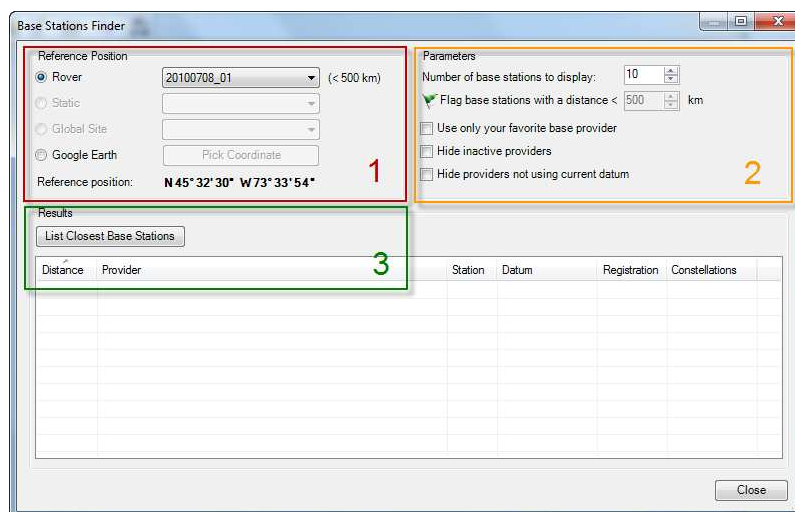 Base Stations Finder
Reference Position
Rover 20100708_01 (< 500 km)
Static
Global Site
Google Earth Pick Coordinate
Reference position: N 45° 32' 30" W 73° 33' 54"
1
Parameters
Number of base stations to display: 10
Flag base stations with a distance < 500 km
Use only your favorite base provider
Hide inactive providers
Hide providers not using current datum
2
Results
List Closest Base Stations
3
Distance Provider Station Datum Registration Constellations
Close